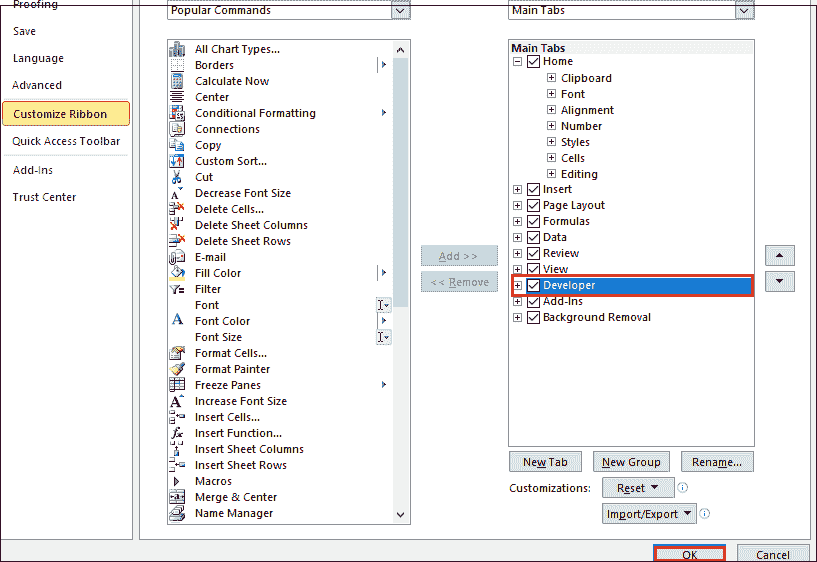 Proofing
Save
Language
Advanced
Customize Ribbon
Quick Access Toolbar
Add-Ins
Trust Center
Popular Commands
All Chart Types...
Borders
Calculate Now
Center
Conditional Formatting
Connections
Copy
Custom Sort...
Cut
Decrease Font Size
Delete Cells...
Delete Sheet Columns
Delete Sheet Rows
E-mail
Fill Color
Filter
Font
Font Color
Font Size
Format Cells...
Format Painter
Freeze Panes
Increase Font Size
Insert Cells...
Insert Function...
Insert Sheet Columns
Insert Sheet Rows
Macros
Merge & Center
Name Manager
Add >>
<< Remove
Main Tabs
Main Tabs
Home
Clipboard
Font
Alignment
Number
Styles
Cells
Editing
Insert
Page Layout
Formulas
Data
Review
View
Developer
Add-Ins
Background Removal
New Tab
New Group
Rename...
Customizations:
Reset
Import/Export
OK
Cancel